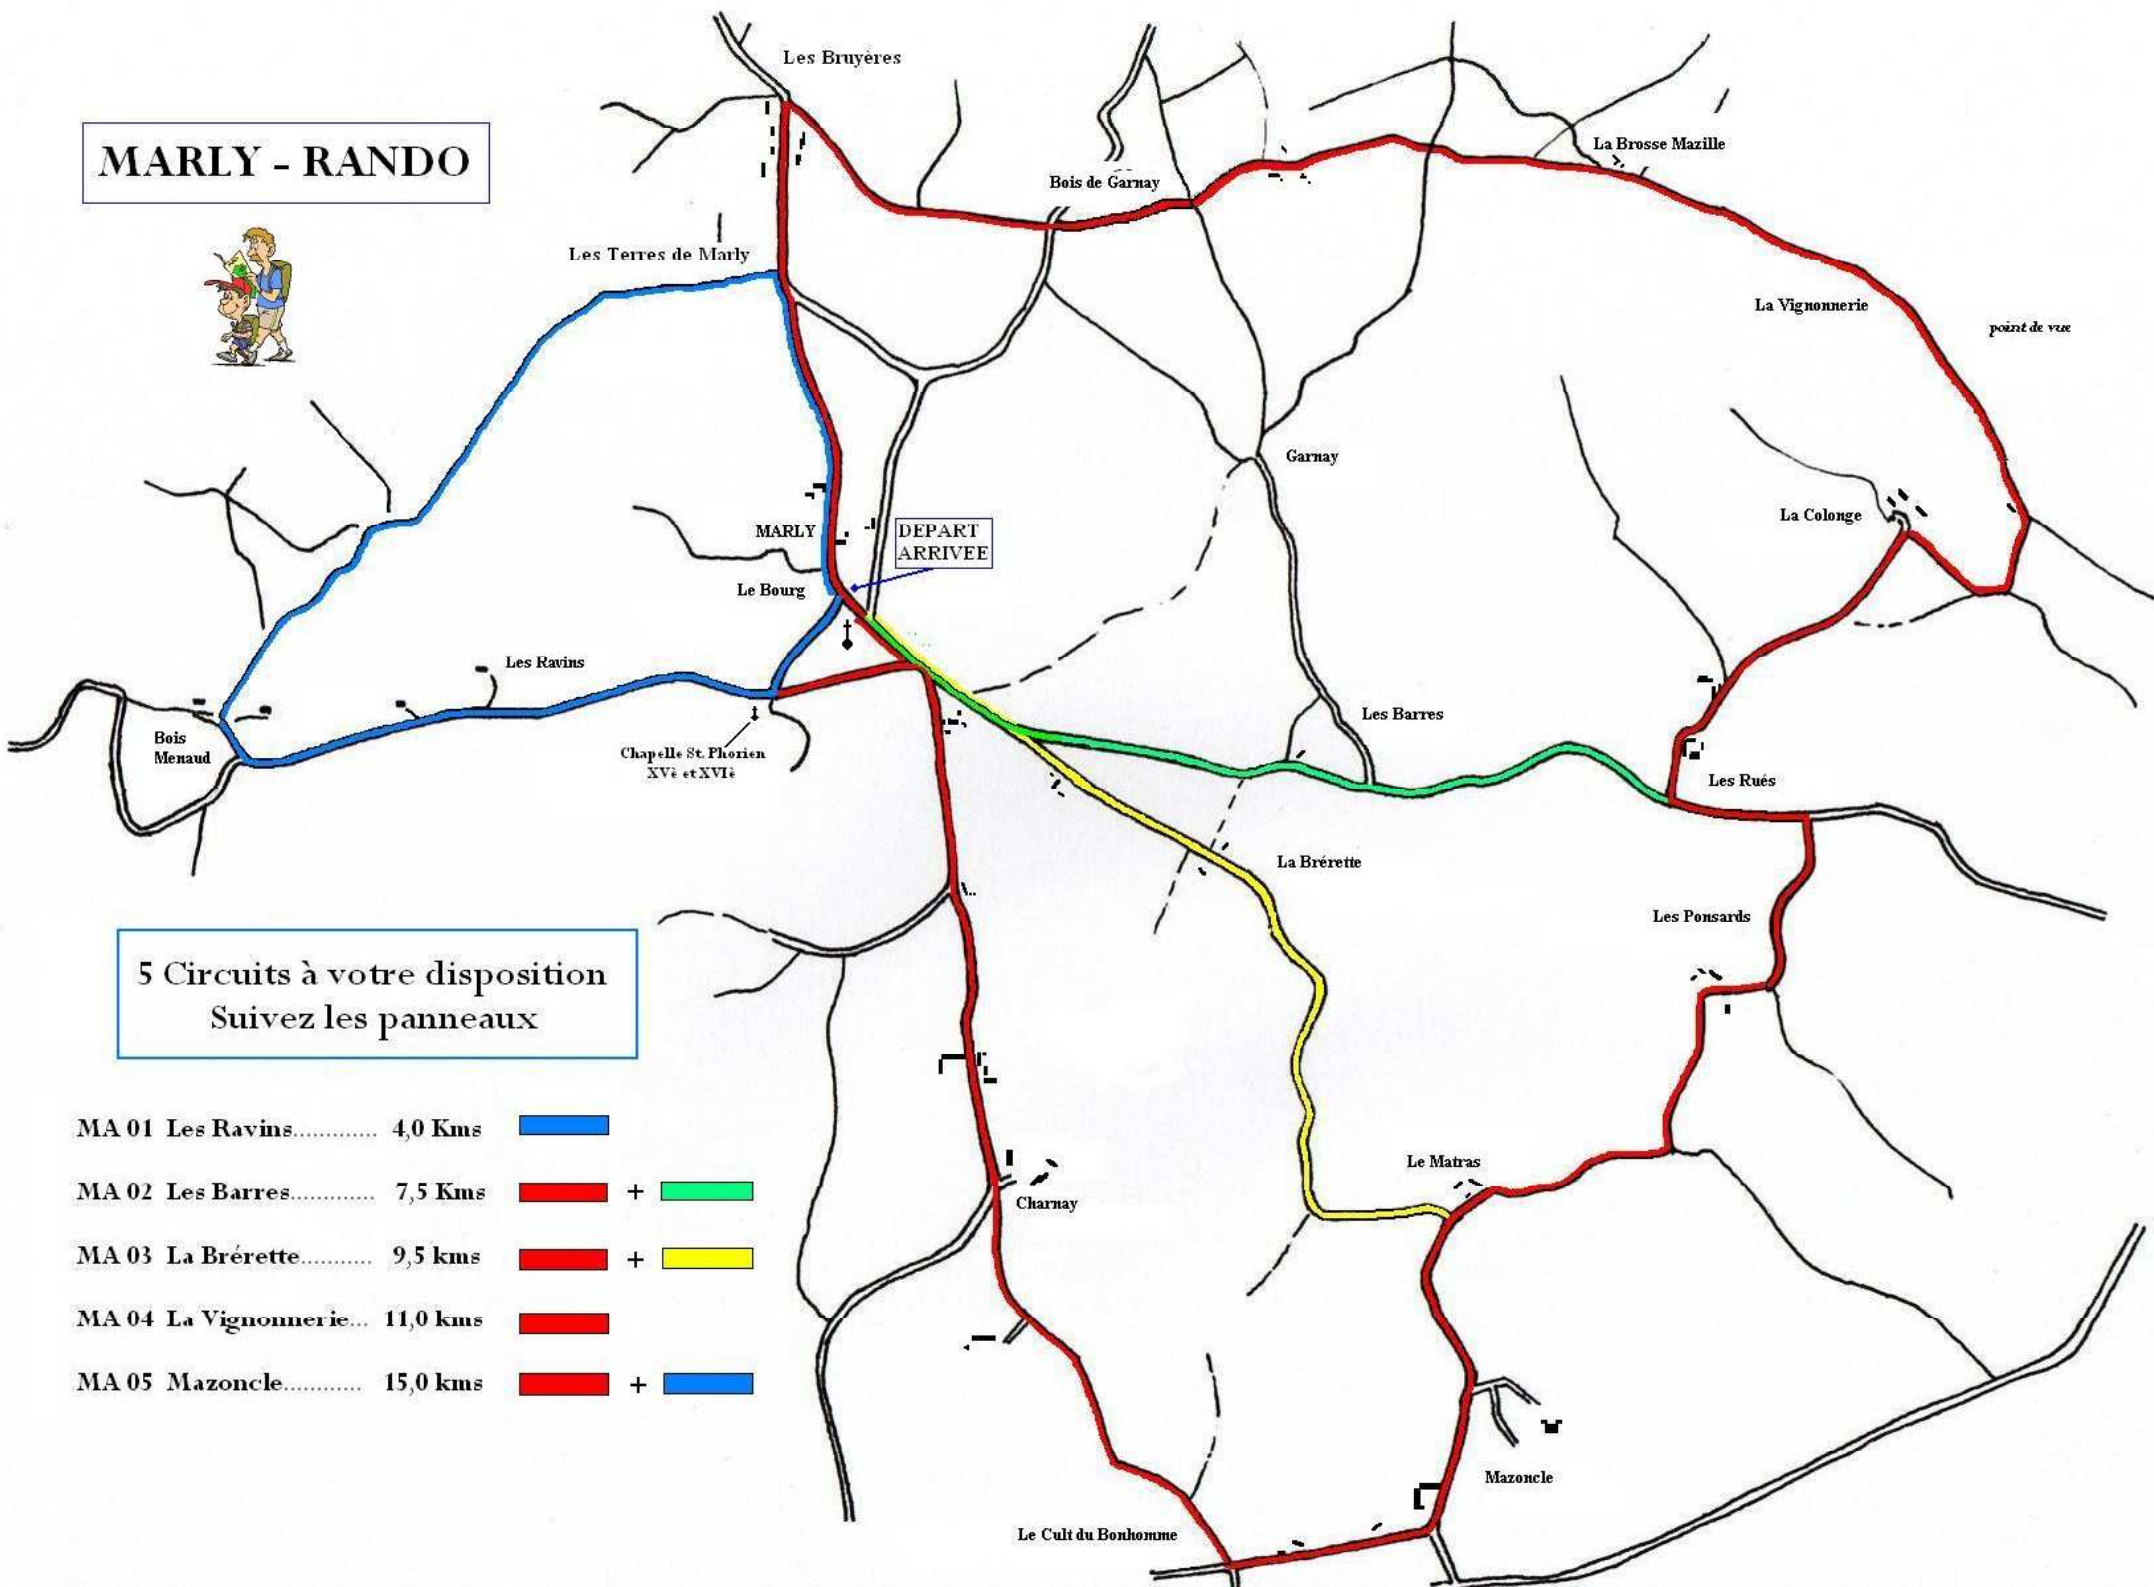 Les Bruyères
MARLY - RANDO
La Brosse Mazille
Bois de Garnay
Les Terres de Marly
La Vignonnerie
point de vue
Garnay
La Colonge
MARLY
DEPART
ARRIVEE
Le Bourg
Les Ravins
Les Barres
Bois
Menaud
Chapelle St. Phorien
XVè et XVIè
Les Rués
La Brérette
Les Ponsards
5 Circuits à votre disposition
Suivez les panneaux
MA 01 Les Ravins............. 4,0 Kms
MA 02 Les Barres............. 7,5 Kms +
MA 03 La Brérette........... 9,5 kms +
MA 04 La Vignonnerie... 11,0 kms
MA 05 Mazoncle............ 15,0 kms +
Le Matras
Charnay
Mazoncle
Le Cult du Bonhomme